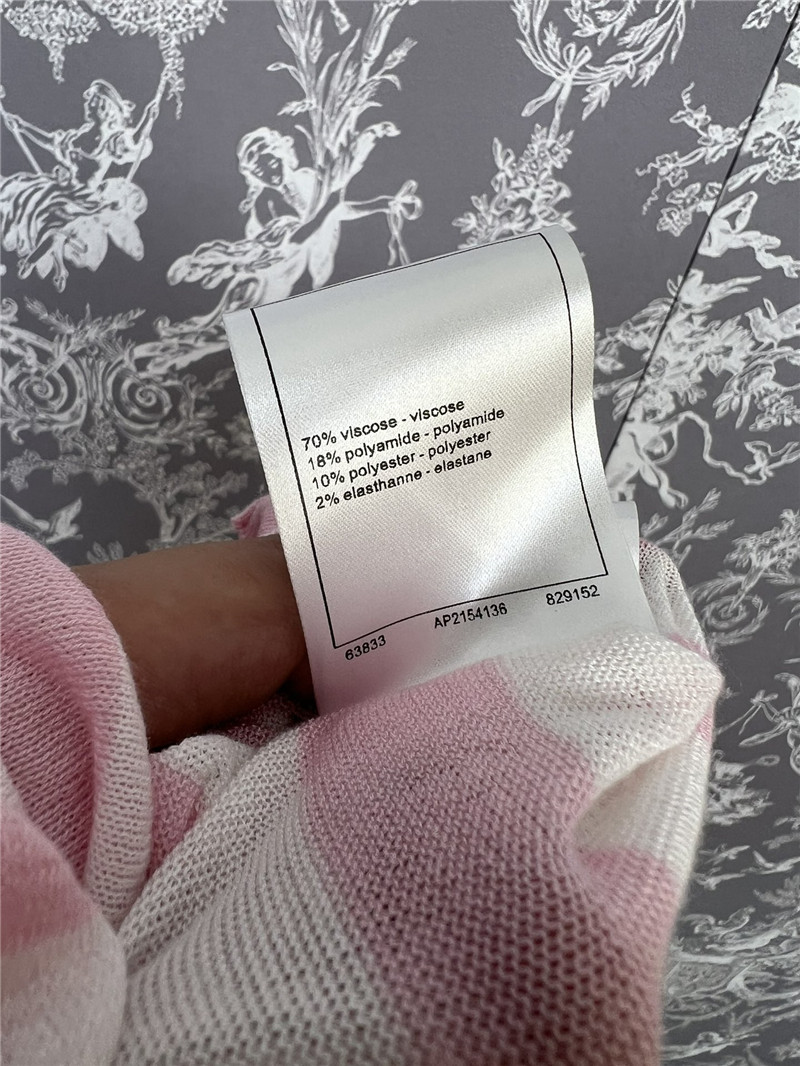 70% viscose - viscose
18% polyamide - polyamide
10% polyester - polyester
2% elasthanne - elastane
63833 AP2154136 829152